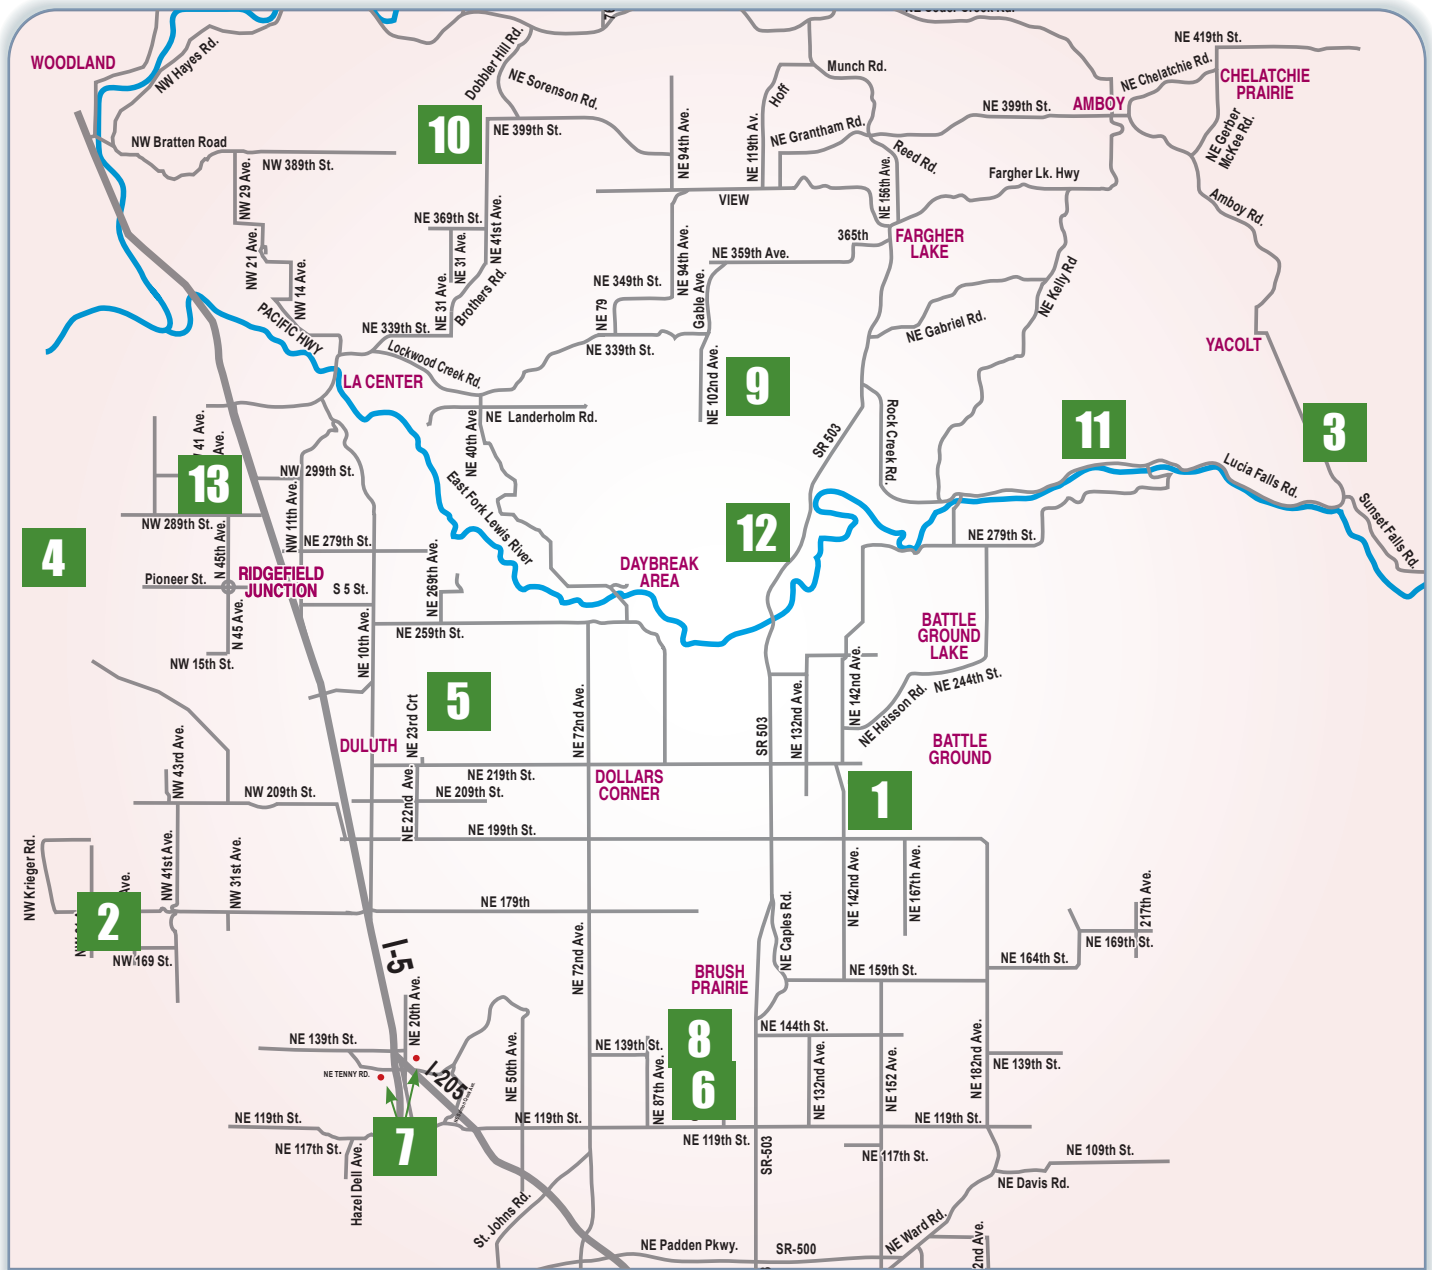 NE 419th St.
WOODLAND
NW Hayes Rd.
Dobbler Hill Rd.
NE Sorenson Rd.
Munch Rd.
Hoff
NE Chelatchie Rd.
CHELATCHIE
PRAIRIE
AMBOY
NE 399th St.
NE Gerber
McKee Rd.
10
NE 399th St.
NE 94th Ave.
NE 119th Av.
NE Grantham Rd.
Reed Rd.
NW Bratten Road
NW 389th St.
NW 29 Ave.
NE 156th Ave.
Fargher Lk. Hwy
VIEW
Amboy Rd.
NE 369th St.
NE 41st Ave.
NE 31 Ave.
NW 21 Ave.
NW 14 Ave.
365th
FARGHER
LAKE
NE 359th Ave.
NE 94th Ave.
Gable Ave.
NE 349th St.
NE 79
NE 31 Ave.
Brothers Rd.
NE Kelly Rd
PACIFIC HWY
NE 339th St.
NE 339th St.
NE Gabriel Rd.
YACOLT
Lockwood Creek Rd.
LA CENTER
NE 102nd Ave.
9
NE Landerholm Rd.
NE 40th Ave
SR 503
Rock Creek Rd.
11
3
41 Ave.
Ave.
13
NW 299th St.
Lucia Falls Rd.
East Fork Lewis River
NW 11th Ave.
Sunset Falls Rd.
NW 289th St.
N 45th Ave.
NE 279th St.
12
NE 279th St.
4
NE 269th Ave.
DAYBREAK
AREA
Pioneer St.
RIDGEFIELD
JUNCTION
S 5 St.
N 45 Ave.
NE 259th St.
NE 10th Ave.
NW 15th St.
BATTLE
GROUND
LAKE
NE 142nd Ave.
NE 244th St.
NE Heisson Rd.
5
NE 23rd Crt
NE 72nd Ave.
SR 503
NE 132nd Ave.
DULUTH
BATTLE
GROUND
NW 43rd Ave.
NE 219th St.
DOLLARS
CORNER
NW 209th St.
NE 22nd Ave.
NE 209th St.
1
NE 199th St.
NW Krieger Rd.
NW 41st Ave.
NW 31st Ave.
NE 142nd Ave.
NE 167th Ave.
Ave.
2
NE 179th
217th Ave.
NE Caples Rd.
NE 169th St.
NW 169 St.
I-5
NE 72nd Ave.
BRUSH
PRAIRIE
NE 159th St.
NE 164th St.
NE 20th Ave.
NE 139th St.
8
NE 144th St.
NE 139th St.
NE 50th Ave.
NE 182nd Ave.
NE 139th St.
NE TENNY RD.
I-205
NE 87th Ave.
6
NE 132nd Ave.
NE 152 Ave.
NE 119th St.
NE 119th St.
NE 119th St.
NE 119th St.
7
NE 117th St.
Hazel Dell Ave.
SR-503
NE 117th St.
NE 109th St.
NE Davis Rd.
St. Johns Rd.
NE Ward Rd.
NE Padden Pkwy.
SR-500
2nd Ave.